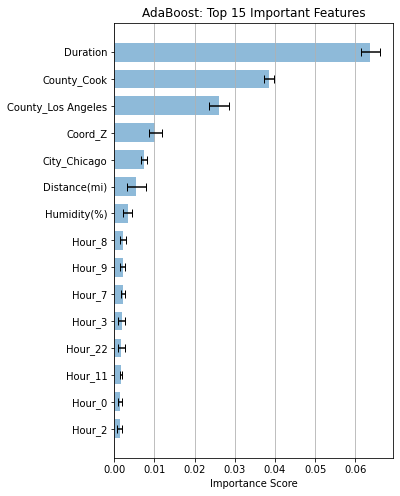 AdaBoost: Top 15 Important Features
Duration
County_Cook
County_Los Angeles
Coord_Z
City_Chicago
Distance(mi)
Humidity(%)
Hour_8
Hour_9
Hour_7
Hour_3
Hour_22
Hour_11
Hour_0
Hour_2
0.00 0.01 0.02 0.03 0.04 0.05 0.06
Importance Score